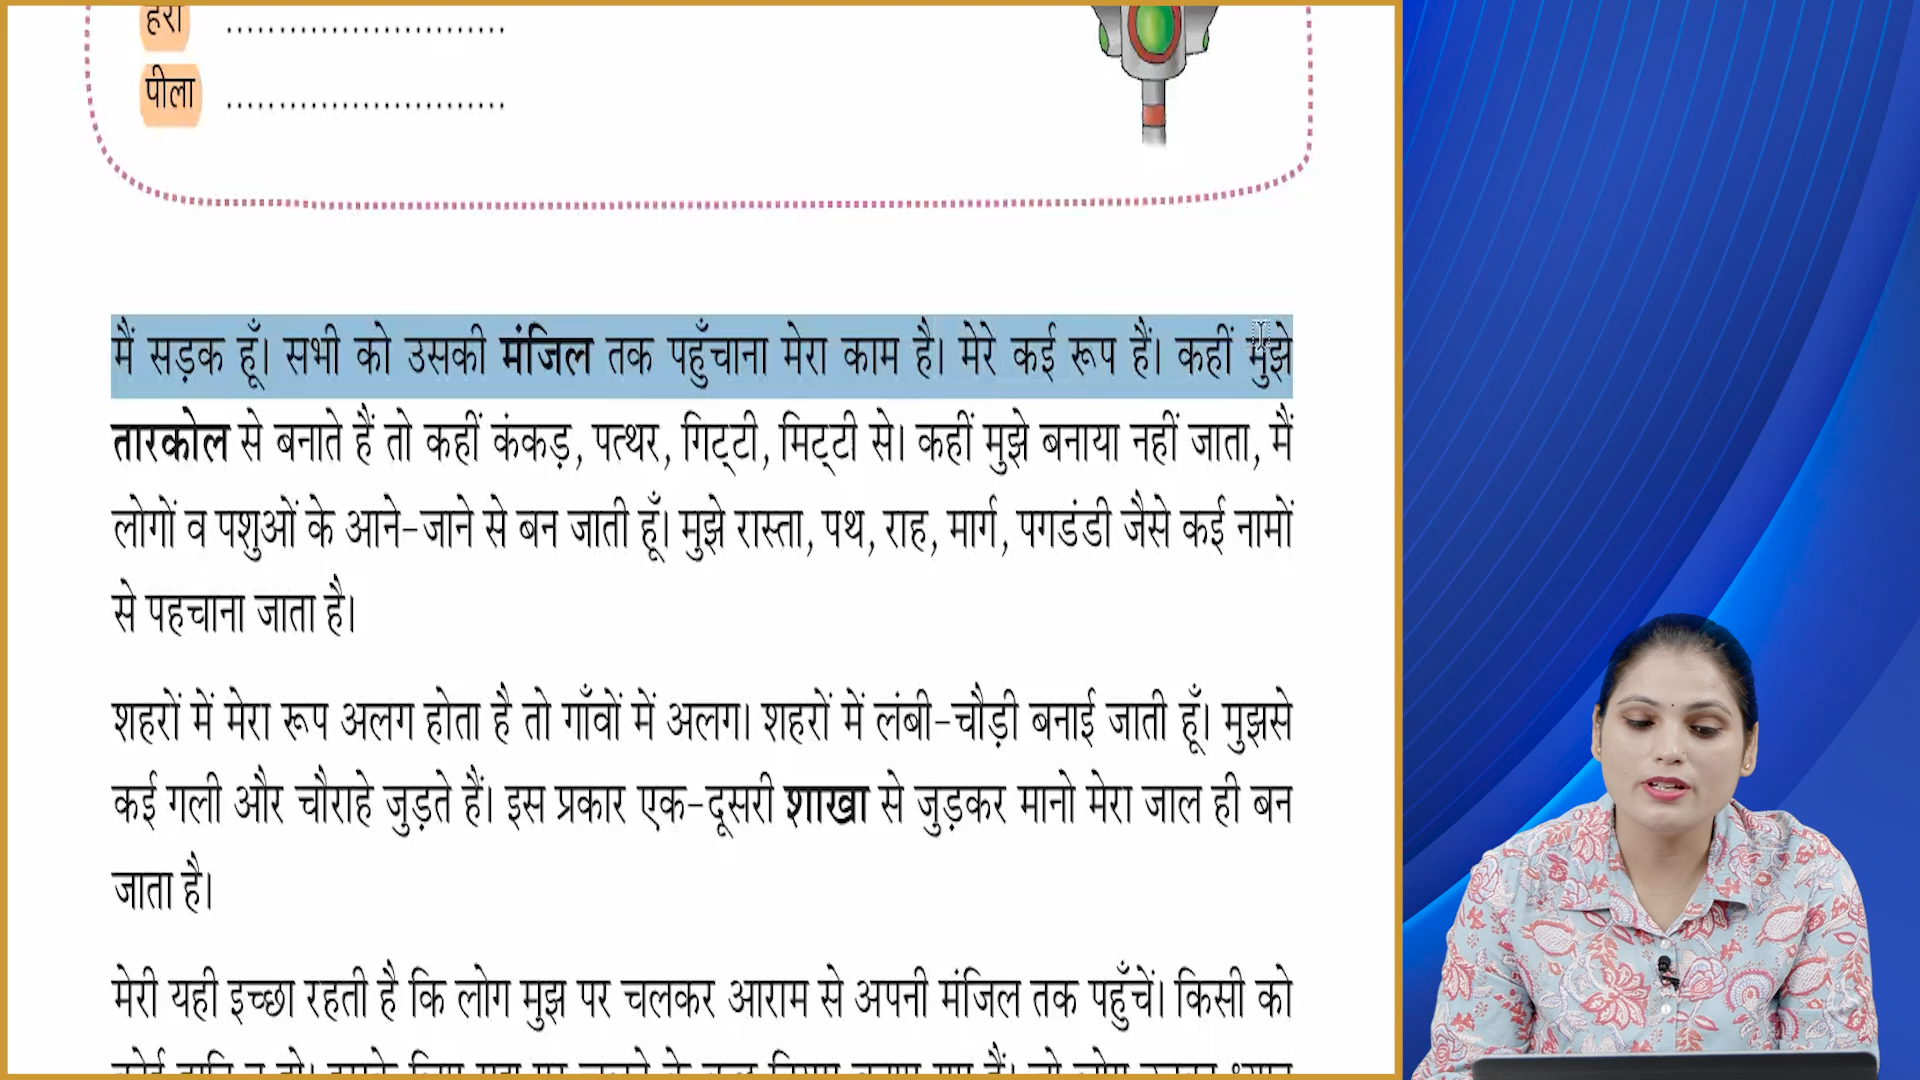 हरा ...........................
पीला ...........................
मैं सड़क हूँ। सभी को उसकी मंजिल तक पहुँचाना मेरा काम है। मेरे कई रूप हैं। कहीं मुझे
तारकोल से बनाते हैं तो कहीं कंकड़, पत्थर, गिट्टी, मिट्टी से। कहीं मुझे बनाया नहीं जाता, मैं
लोगों व पशुओं के आने-जाने से बन जाती हूँ। मुझे रास्ता, पथ, राह, मार्ग, पगडंडी जैसे कई नामों
से पहचाना जाता है।
शहरों में मेरा रूप अलग होता है तो गाँवों में अलग। शहरों में लंबी-चौड़ी बनाई जाती हूँ। मुझसे
कई गली और चौराहे जुड़ते हैं। इस प्रकार एक-दूसरी शाखा से जुड़कर मानो मेरा जाल ही बन
जाता है।
मेरी यही इच्छा रहती है कि लोग मुझ पर चलकर आराम से अपनी मंजिल तक पहुँचें। किसी को